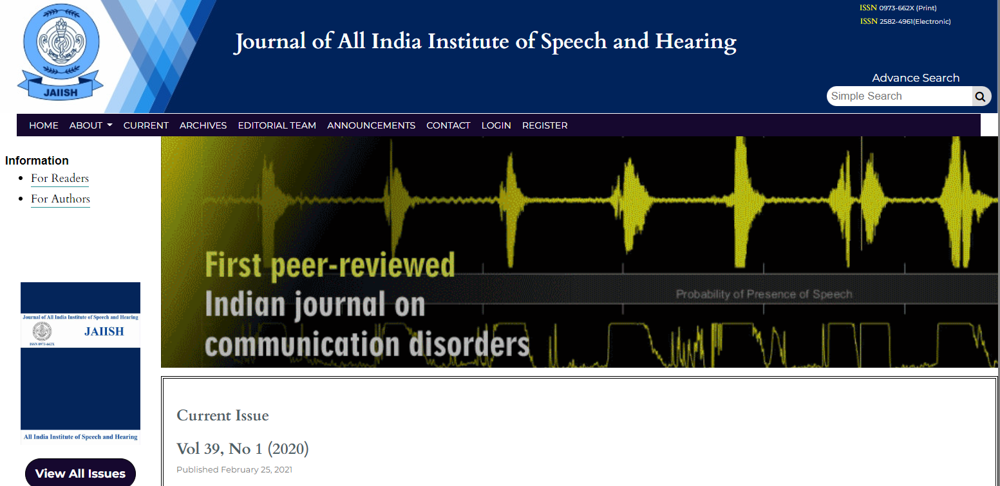 ISSN 0973-662X (Print)
ISSN 2582-4961(Electronic)
Journal of All India Institute of Speech and Hearing
JAIISH
Advance Search
Simple Search
HOME ABOUT CURRENT ARCHIVES EDITORIAL TEAM ANNOUNCEMENTS CONTACT LOGIN REGISTER
Information
For Readers
For Authors
First peer-reviewed
Indian journal on
communication disorders
Probability of Presence of Speech
Journal of All India Institute of Speech and Hearing
JAIISH
ISSN 0973-662X
All India Institute of Speech and Hearing
View All Issues
Current Issue
Vol 39, No 1 (2020)
Published February 25, 2021